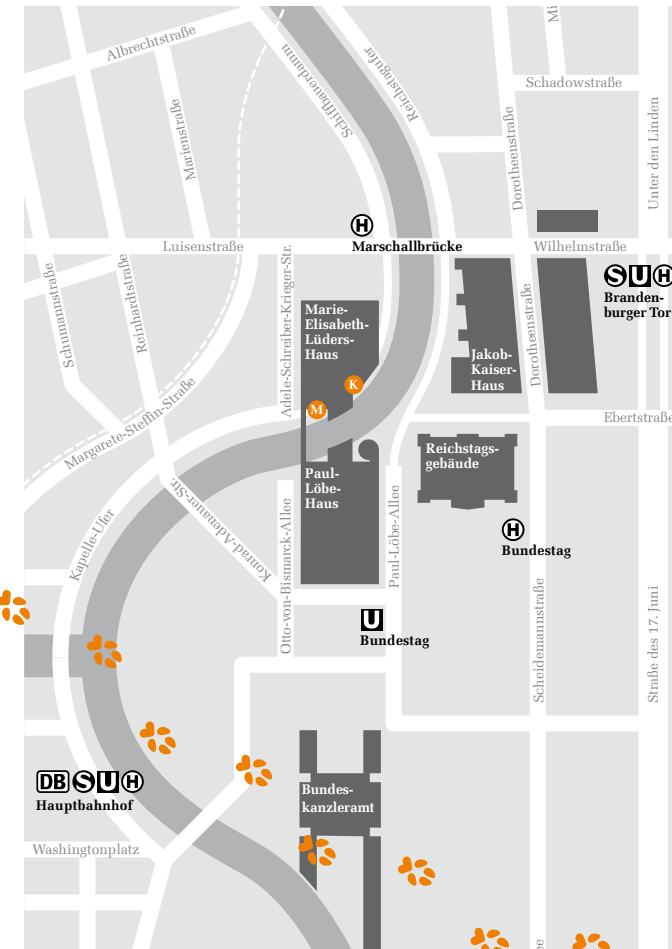 Albrechtstraße
Schiffbauerdamm
Reichstagufer
Mi
Schadowstraße
Marienstraße
Dorotheenstraße
Unter den Linden
H
Marschallbrücke
Luisenstraße
Wilhelmstraße
S U H
Branden-
burger Tor
Schumannstraße
Reinhardtstraße
Adele-Schreiber-Krieger-Str.
Marie-
Elisabeth-
Lüders-
Haus
Jakob-
Kaiser-
Haus
Dorotheenstraße
K
M
Margarete-Steffin-Straße
Ebertstraße
Reichstags-
gebäude
Paul-
Löbe-
Haus
Konrad-Adenauer-Str.
Kapelle-Ufer
Otto-von-Bismarck-Allee
Paul-Löbe-Allee
H
Bundestag
U
Bundestag
Scheidemannstraße
Straße des 17. Juni
DB S U H
Hauptbahnhof
Bundes-
kanzleramt
Washingtonplatz
ee